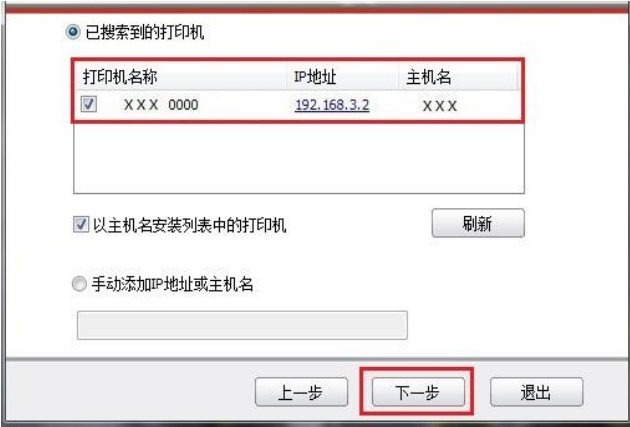 已搜索到的打印机
打印机名称 IP地址 主机名
XXX 0000 192.168.3.2 XXX
以主机名安装列表中的打印机 刷新
手动添加IP地址或主机名
上一步 下一步 退出